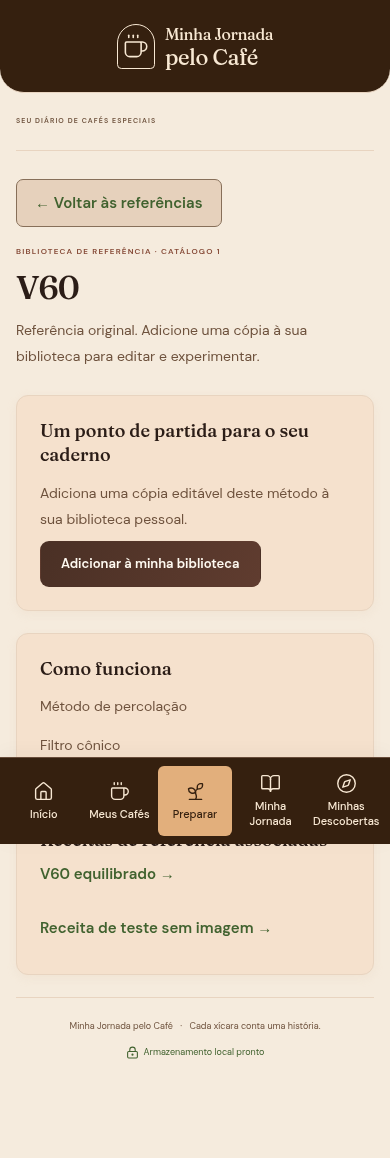 Minha Jornada
pelo Café
SEU DIÁRIO DE CAFÉS ESPECIAIS
← Voltar às referências
BIBLIOTECA DE REFERÊNCIA · CATÁLOGO 1
V60
Referência original. Adicione uma cópia à sua
biblioteca para editar e experimentar.
Um ponto de partida para o seu
caderno
Adiciona uma cópia editável deste método à
sua biblioteca pessoal.
Adicionar à minha biblioteca
Como funciona
Método de percolação
Filtro cônico
Início
Meus Cafés
Preparar
Minha
Jornada
Minhas
Descobertas
Receitas de referência associadas
V60 equilibrado →
Receita de teste sem imagem →
Minha Jornada pelo Café · Cada xícara conta uma história.
Armazenamento local pronto